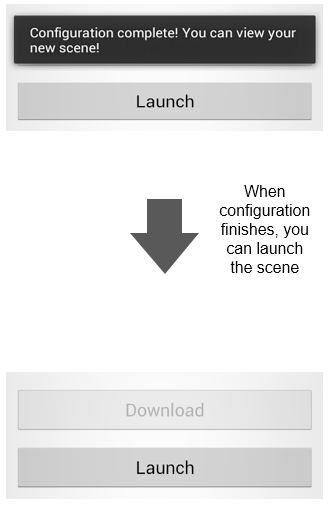 Configuration complete! You can view your
new scene!
Launch
When
configuration
finishes, you
can launch
the scene
Download
Launch